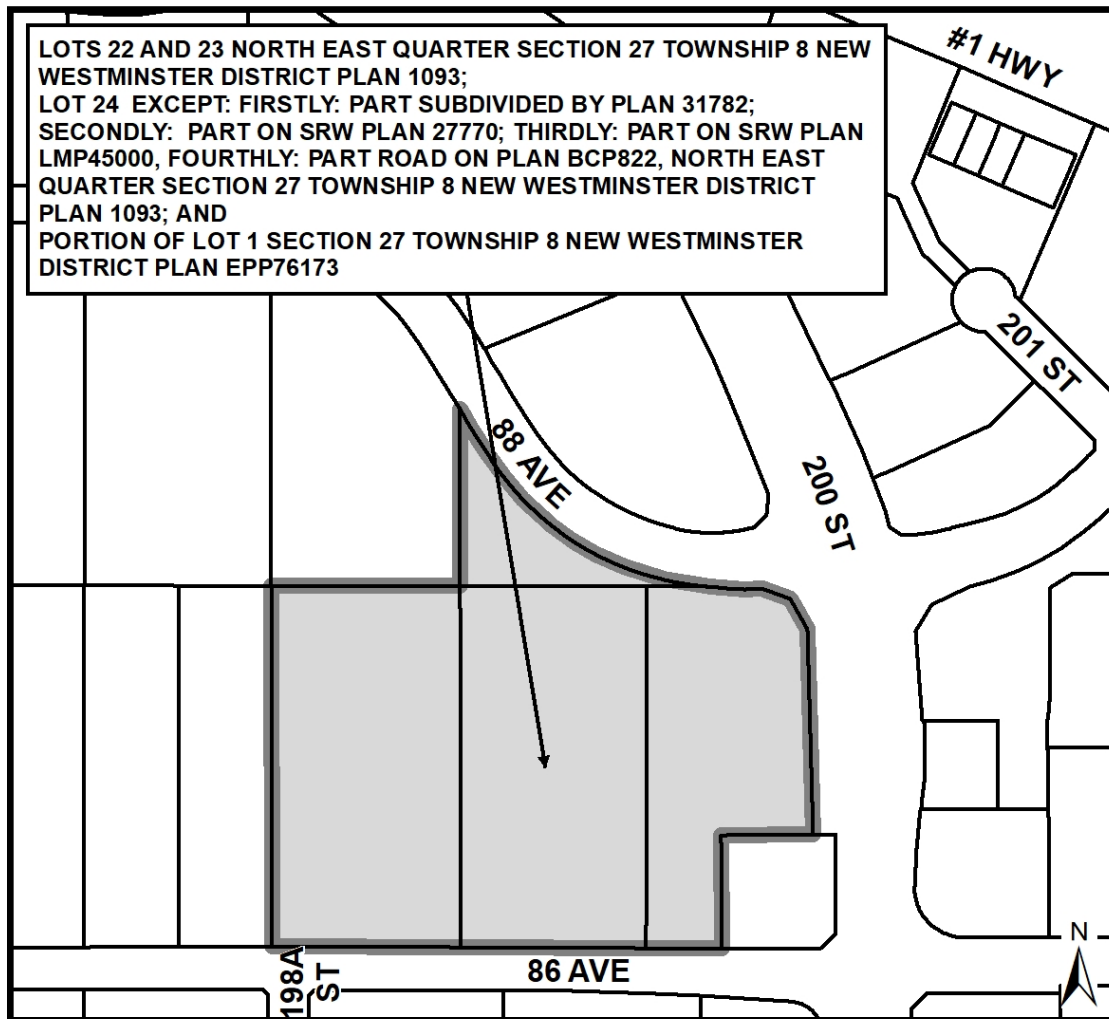 LOTS 22 AND 23 NORTH EAST QUARTER SECTION 27 TOWNSHIP 8 NEW
WESTMINSTER DISTRICT PLAN 1093;
LOT 24 EXCEPT: FIRSTLY: PART SUBDIVIDED BY PLAN 31782;
SECONDLY: PART ON SRW PLAN 27770; THIRDLY: PART ON SRW PLAN
LMP45000, FOURTHLY: PART ROAD ON PLAN BCP822, NORTH EAST
QUARTER SECTION 27 TOWNSHIP 8 NEW WESTMINSTER DISTRICT
PLAN 1093; AND
PORTION OF LOT 1 SECTION 27 TOWNSHIP 8 NEW WESTMINSTER
DISTRICT PLAN EPP76173
#1 HWY
201 ST
88 AVE
200 ST
198A
ST
86 AVE
N